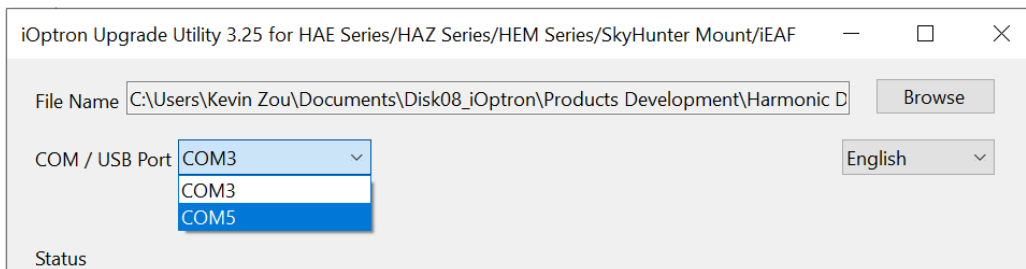 iOptron Upgrade Utility 3.25 for HAE Series/HAZ Series/HEM Series/SkyHunter Mount/iEAF
File Name C:\Users\Kevin Zou\Documents\Disk08_iOptron\Products Development\Harmonic D Browse
COM / USB Port COM3 English
COM3
COM5
Status